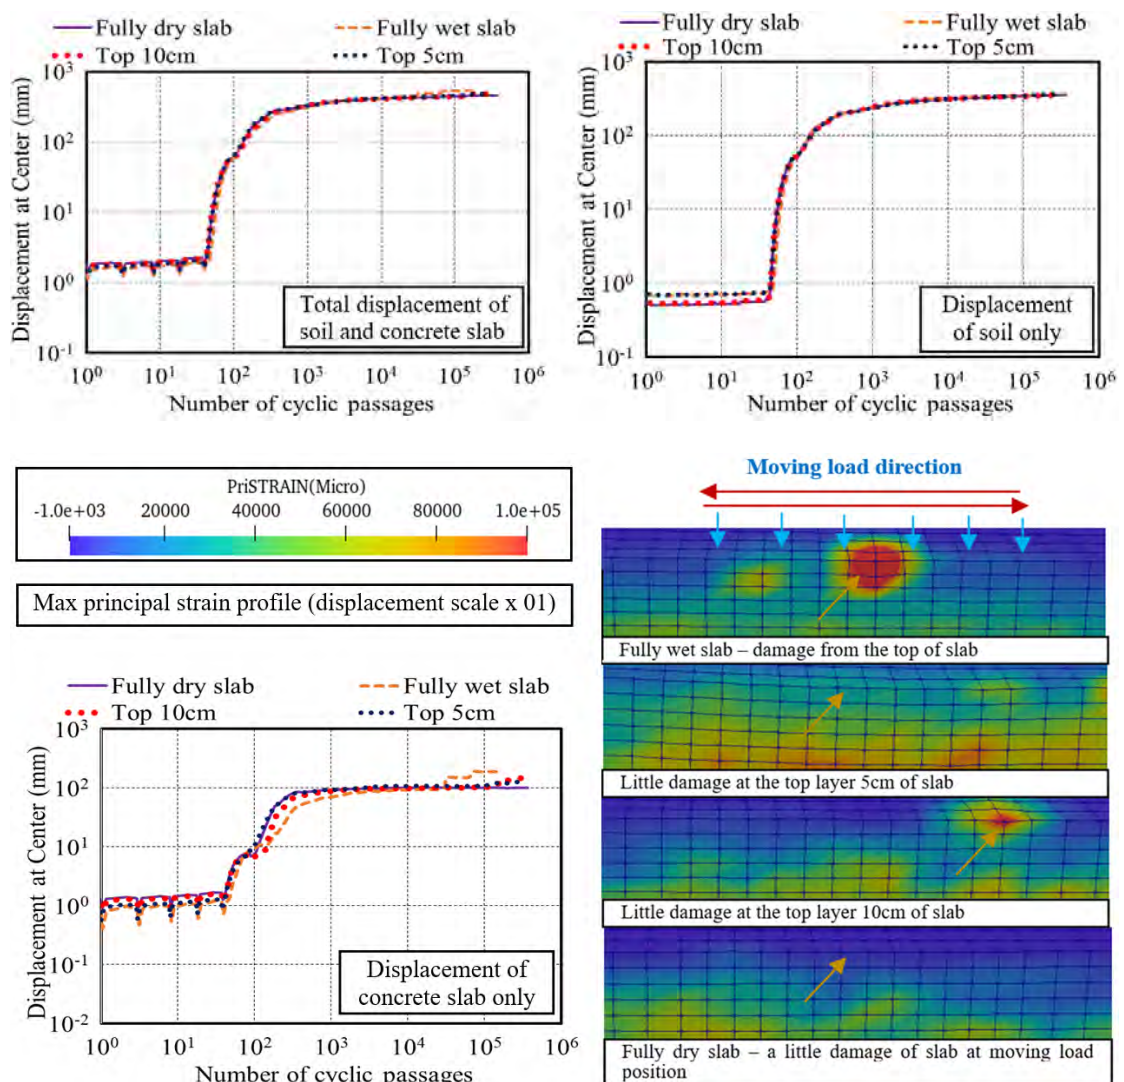 Fully dry slab
Fully wet slab
Top 10cm
Top 5cm
10³
10²
10¹
10⁰
10⁻¹
Displacement at Center (mm)
Total displacement of
soil and concrete slab
10⁰ 10¹ 10² 10³ 10⁴ 10⁵ 10⁶
Number of cyclic passages
Fully dry slab
Fully wet slab
Top 10cm
Top 5cm
10³
10²
10¹
10⁰
10⁻¹
Displacement at Center (mm)
Displacement
of soil only
10⁰ 10¹ 10² 10³ 10⁴ 10⁵ 10⁶
Number of cyclic passages
PriSTRAIN(Micro)
-1.0e+03 20000 40000 60000 80000 1.0e+05
Max principal strain profile (displacement scale x 01)
Fully dry slab
Fully wet slab
Top 10cm
Top 5cm
10³
10²
10¹
10⁰
10⁻¹
10⁻²
Displacement at Center (mm)
Displacement of
concrete slab only
10⁰ 10¹ 10² 10³ 10⁴ 10⁵ 10⁶
Number of cyclic passages
Moving load direction
Fully wet slab – damage from the top of slab
Little damage at the top layer 5cm of slab
Little damage at the top layer 10cm of slab
Fully dry slab – a little damage of slab at moving load
position